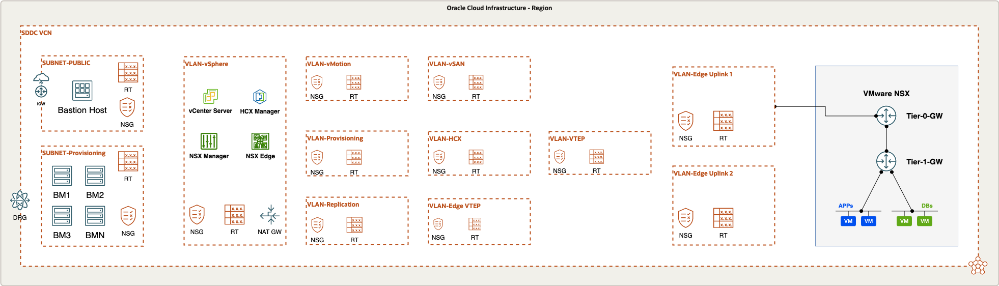 Oracle Cloud Infrastructure - Region
SDDC VCN
SUBNET-PUBLIC
x.x.x.
x.x.x.
x.x.x.
RT
IGW
Bastion Host
NSG
SUBNET-Provisioning
x.x.x.
x.x.x.
x.x.x.
RT
BM1
BM2
BM3
BMN
NSG
DRG
VLAN-vSphere
vCenter Server
HCX Manager
NSX Manager
NSX Edge
x.x.x.
x.x.x.
x.x.x.
NSG
RT
NAT GW
VLAN-vMotion
x.x.x.
x.x.x.
x.x.x.
NSG
RT
VLAN-vSAN
x.x.x.
x.x.x.
x.x.x.
NSG
RT
VLAN-Provisioning
x.x.x.
x.x.x.
x.x.x.
NSG
RT
VLAN-HCX
x.x.x.
x.x.x.
x.x.x.
NSG
RT
VLAN-VTEP
x.x.x.
x.x.x.
x.x.x.
NSG
RT
VLAN-Replication
x.x.x.
x.x.x.
x.x.x.
NSG
RT
VLAN-Edge VTEP
x.x.x.
x.x.x.
x.x.x.
NSG
RT
VLAN-Edge Uplink 1
x.x.x.
x.x.x.
x.x.x.
NSG
RT
VLAN-Edge Uplink 2
x.x.x.
x.x.x.
x.x.x.
NSG
RT
VMware NSX
Tier-0-GW
Tier-1-GW
APPs
DBs
VM
VM
VM
VM